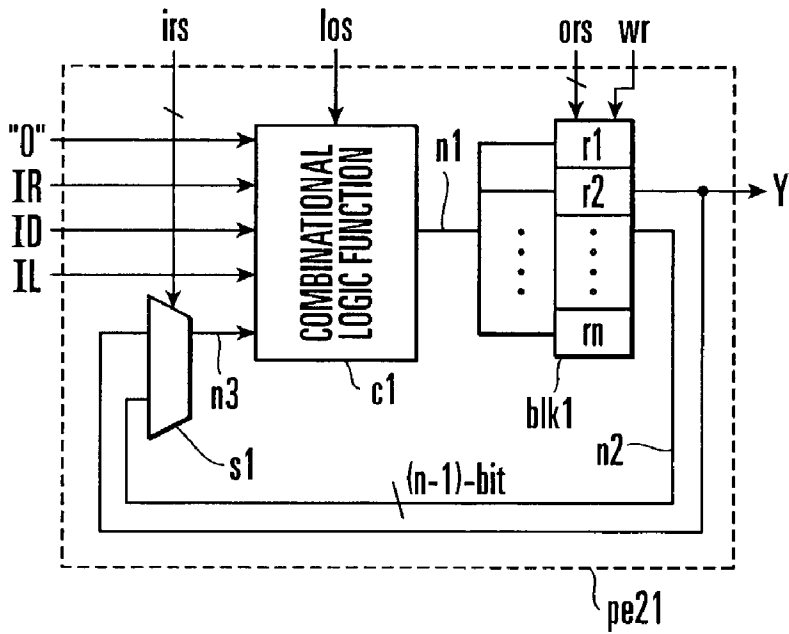 irs
los
ors
wr
"0"
IR
ID
IL
COMBINATIONAL
LOGIC FUNCTION
n1
r1
r2
rn
Y
n3
c1
blk1
n2
s1
(n-1)-bit
pe21